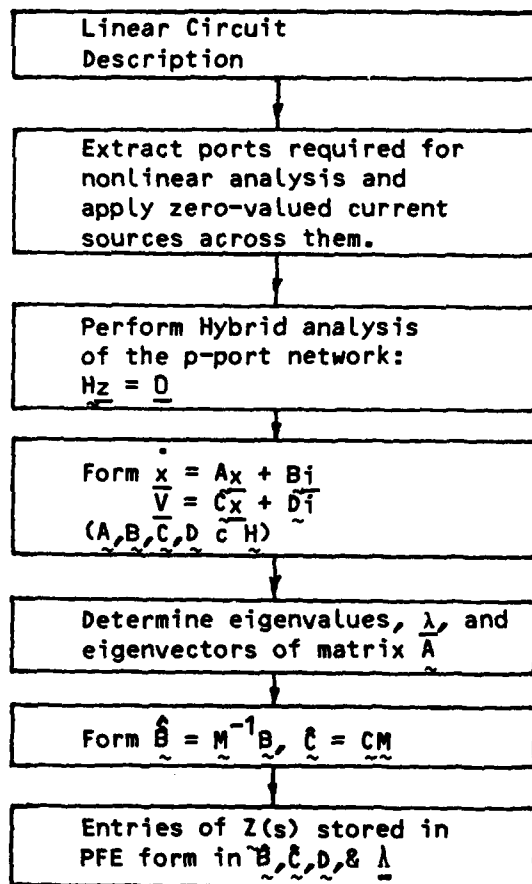 Linear Circuit
Description
Extract ports required for
nonlinear analysis and
apply zero-valued current
sources across them.
Perform Hybrid analysis
of the p-port network:
Hz = 0
Form ẋ = Ax + Bi
V = Cx + Di
(A,B,C,D c H)
Determine eigenvalues, λ, and
eigenvectors of matrix A
Form B̂ = M⁻¹B, Ĉ = CM
Entries of Z(s) stored in
PFE form in B̂,Ĉ,D,& λ